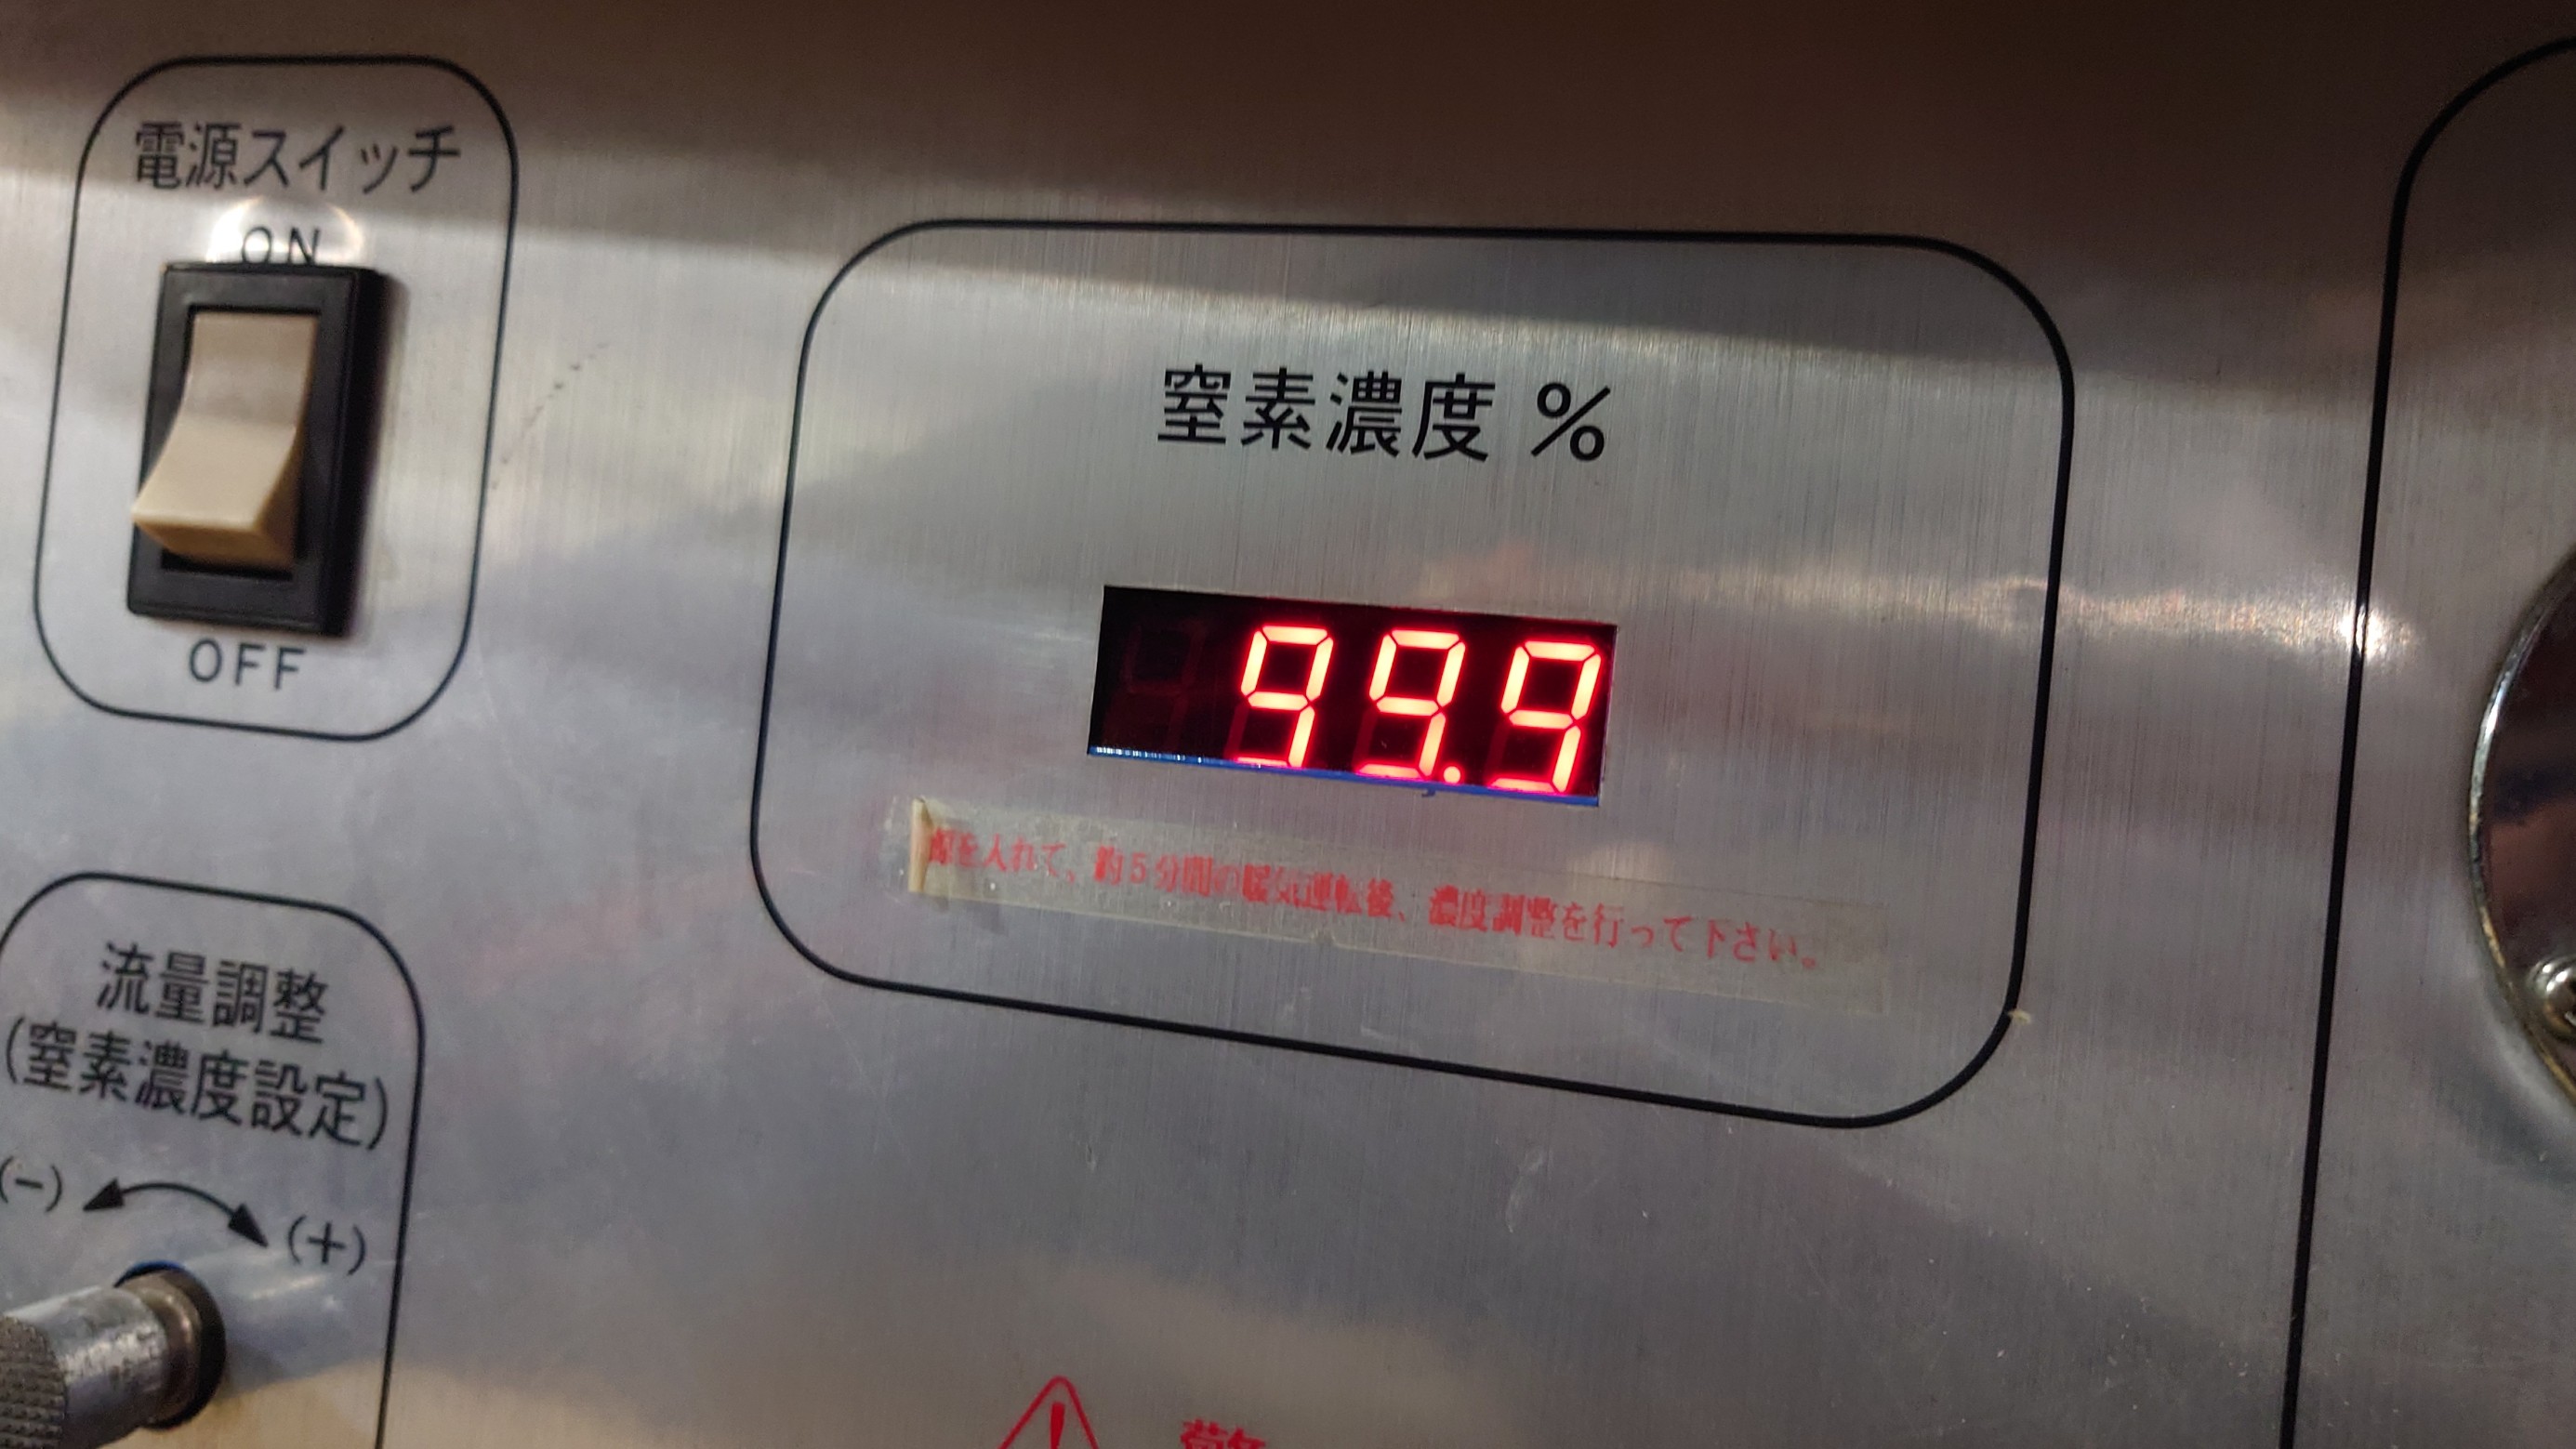 電源スイッチ
ON
OFF
窒素濃度 %
99.9
源を入れて、約5分間の暖気運転後、濃度調整を行って下さい。
流量調整
(窒素濃度設定)
(−) (+)
警